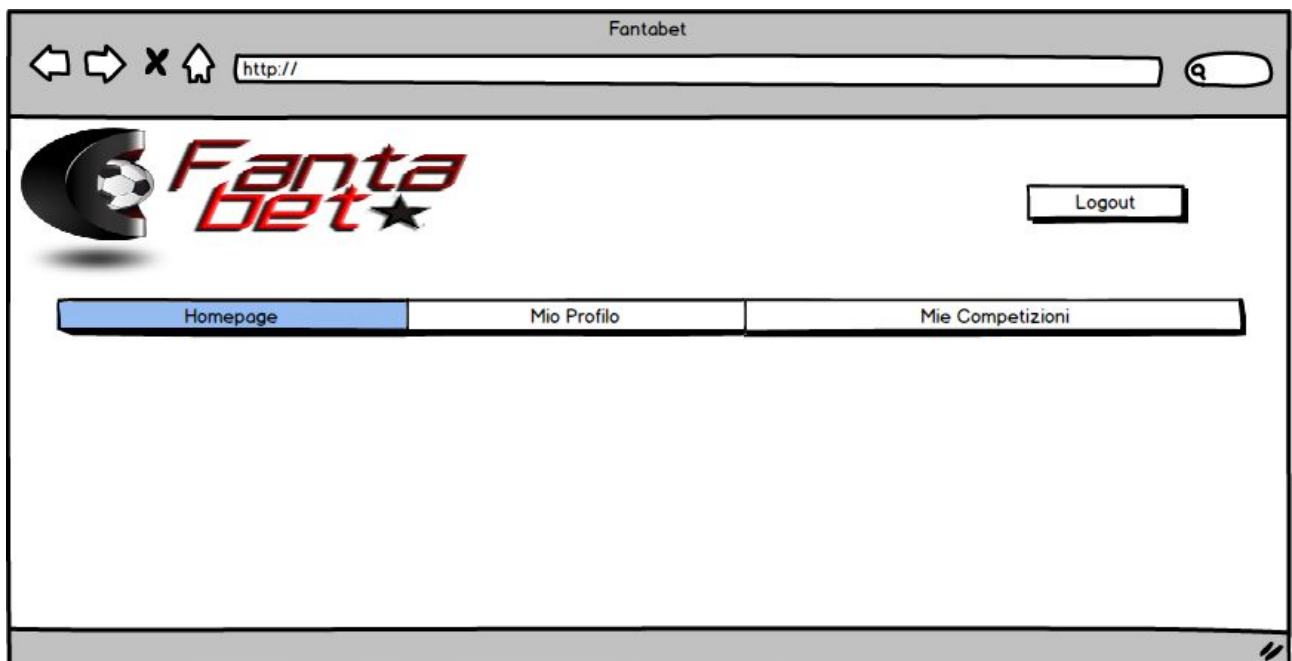 Fantabet
http://
Fanta
bet
Logout
Homepage
Mio Profilo
Mie Competizioni